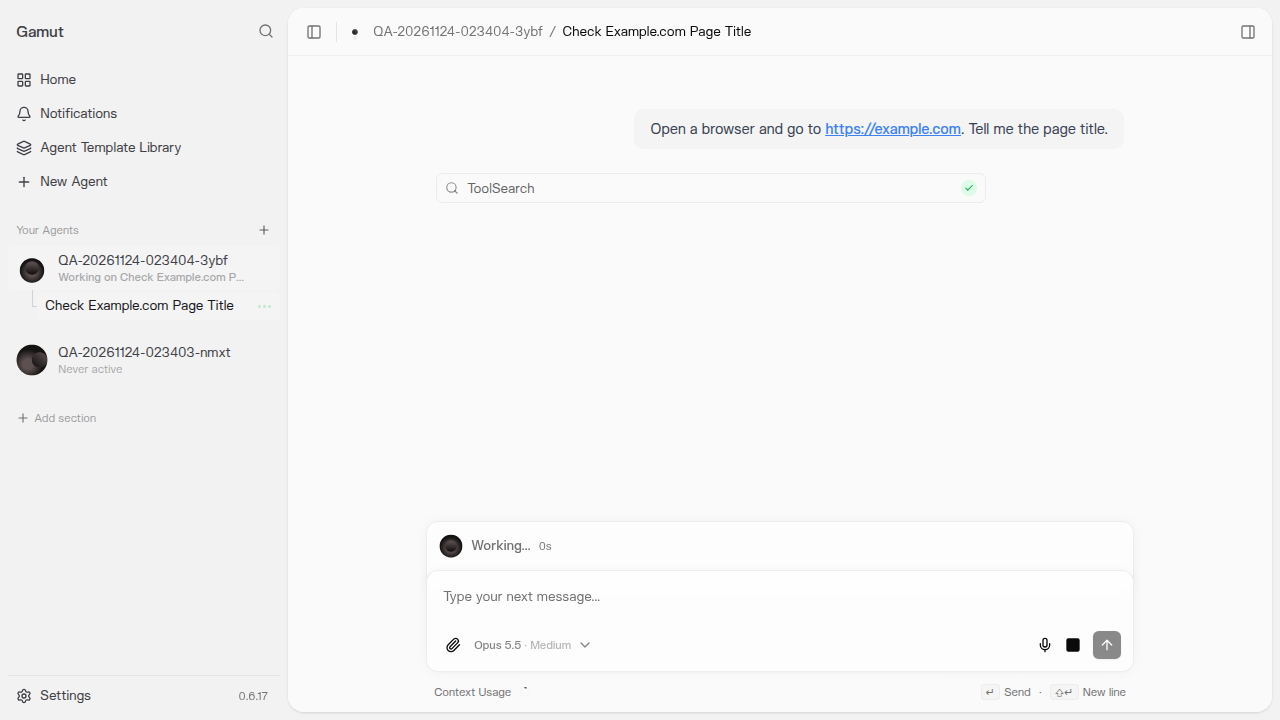 Gamut
Home
Notifications
Agent Template Library
New Agent
Your Agents
QA-20261124-023404-3ybf
Working on Check Example.com P...
Check Example.com Page Title
QA-20261124-023403-nmxt
Never active
Add section
Settings
0.6.17
QA-20261124-023404-3ybf / Check Example.com Page Title
Open a browser and go to https://example.com. Tell me the page title.
ToolSearch
Working... 0s
Type your next message...
Opus 5.5 · Medium
Context Usage
↵ Send · ⇧↵ New line